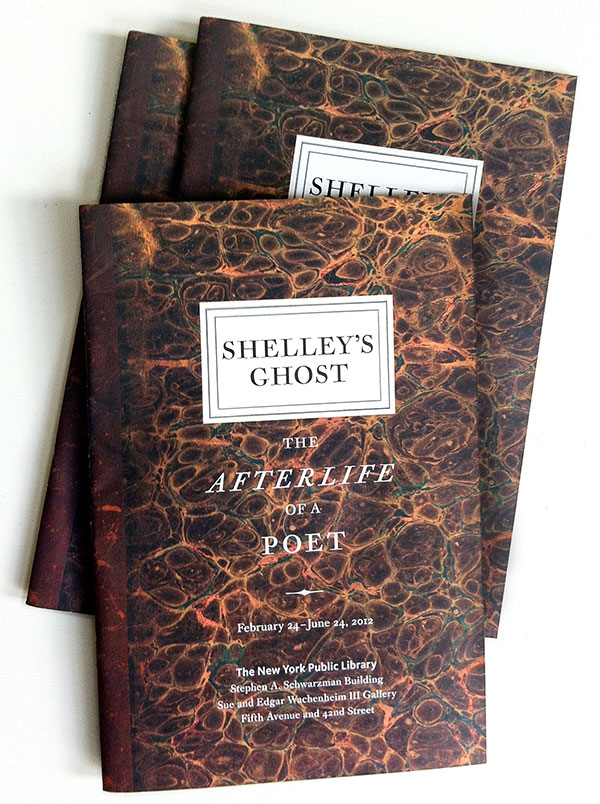 SHELLEY'S
GHOST
THE
AFTERLIFE
OF A
POET
February 24–June 24, 2012
The New York Public Library
Stephen A. Schwarzman Building
Sue and Edgar Wachenheim III Gallery
Fifth Avenue and 42nd Street